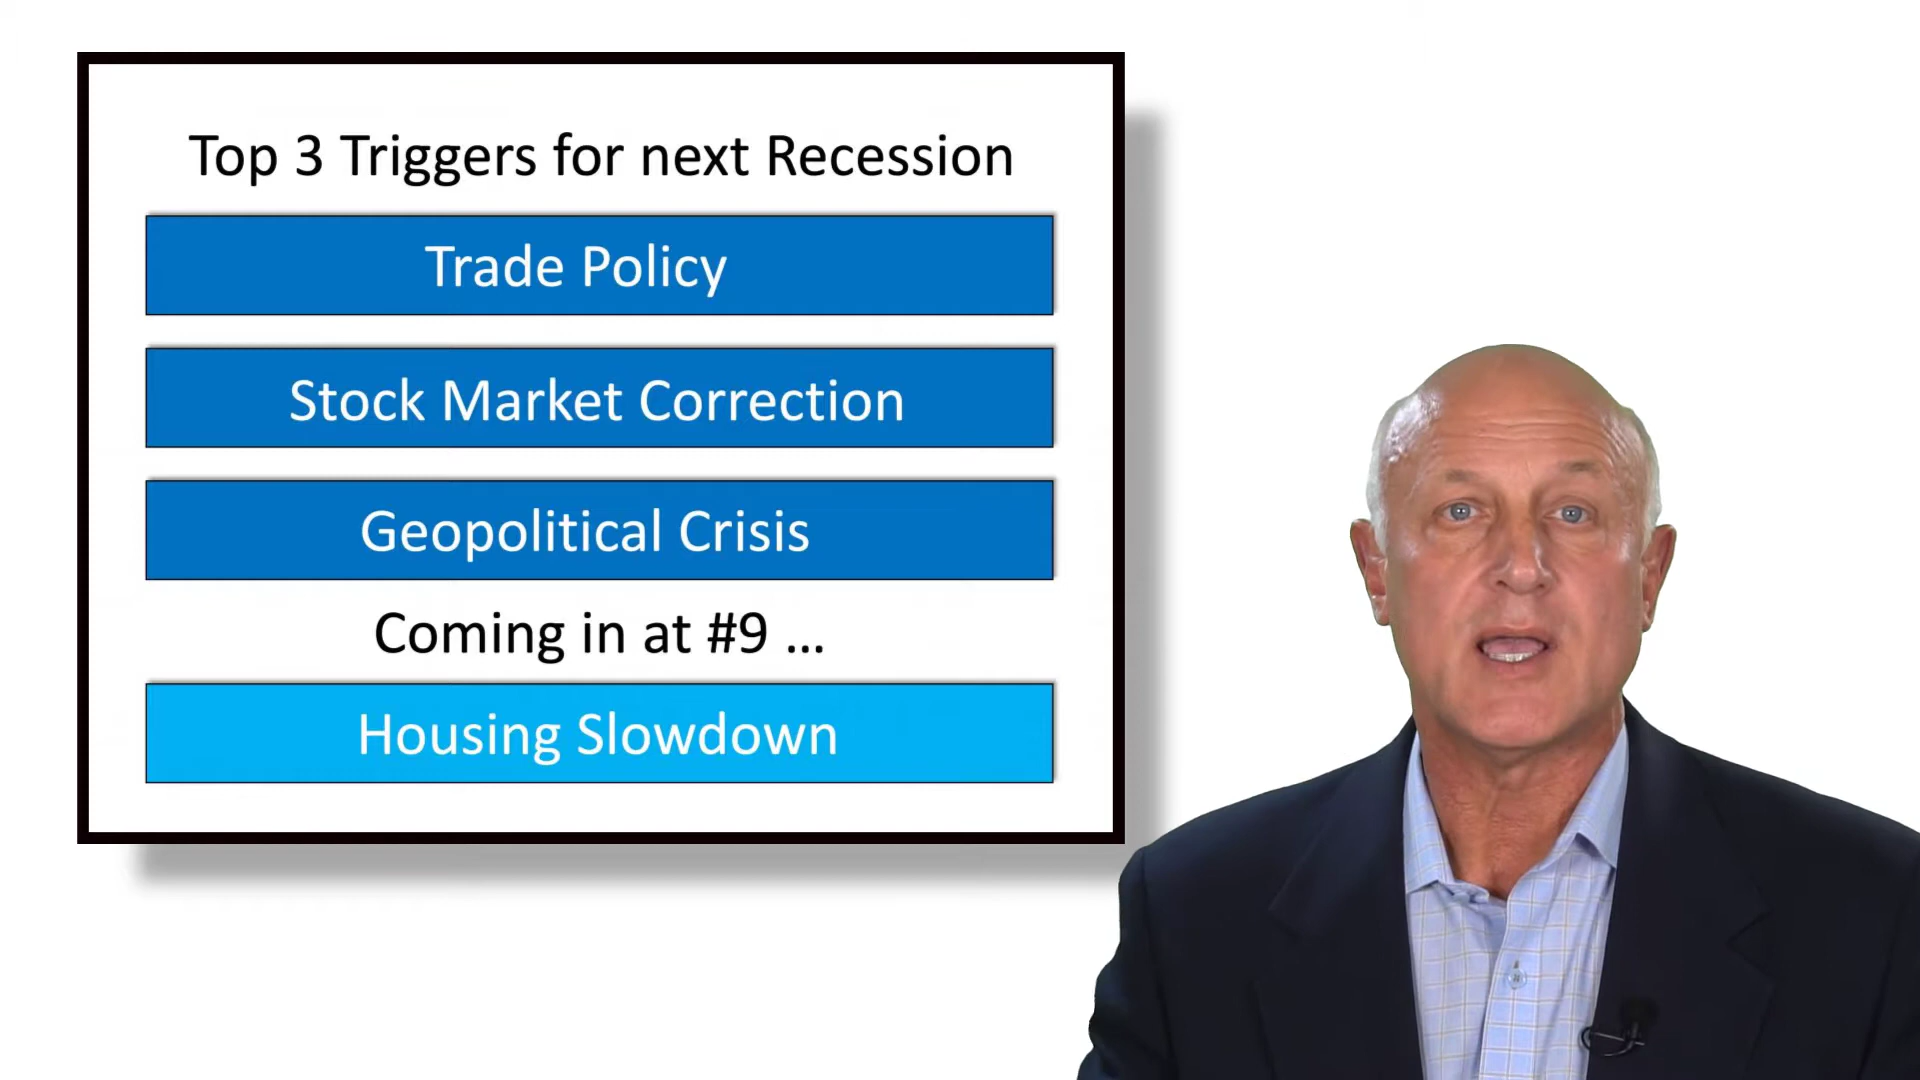 Top 3 Triggers for next Recession
Trade Policy
Stock Market Correction
Geopolitical Crisis
Coming in at #9 ...
Housing Slowdown